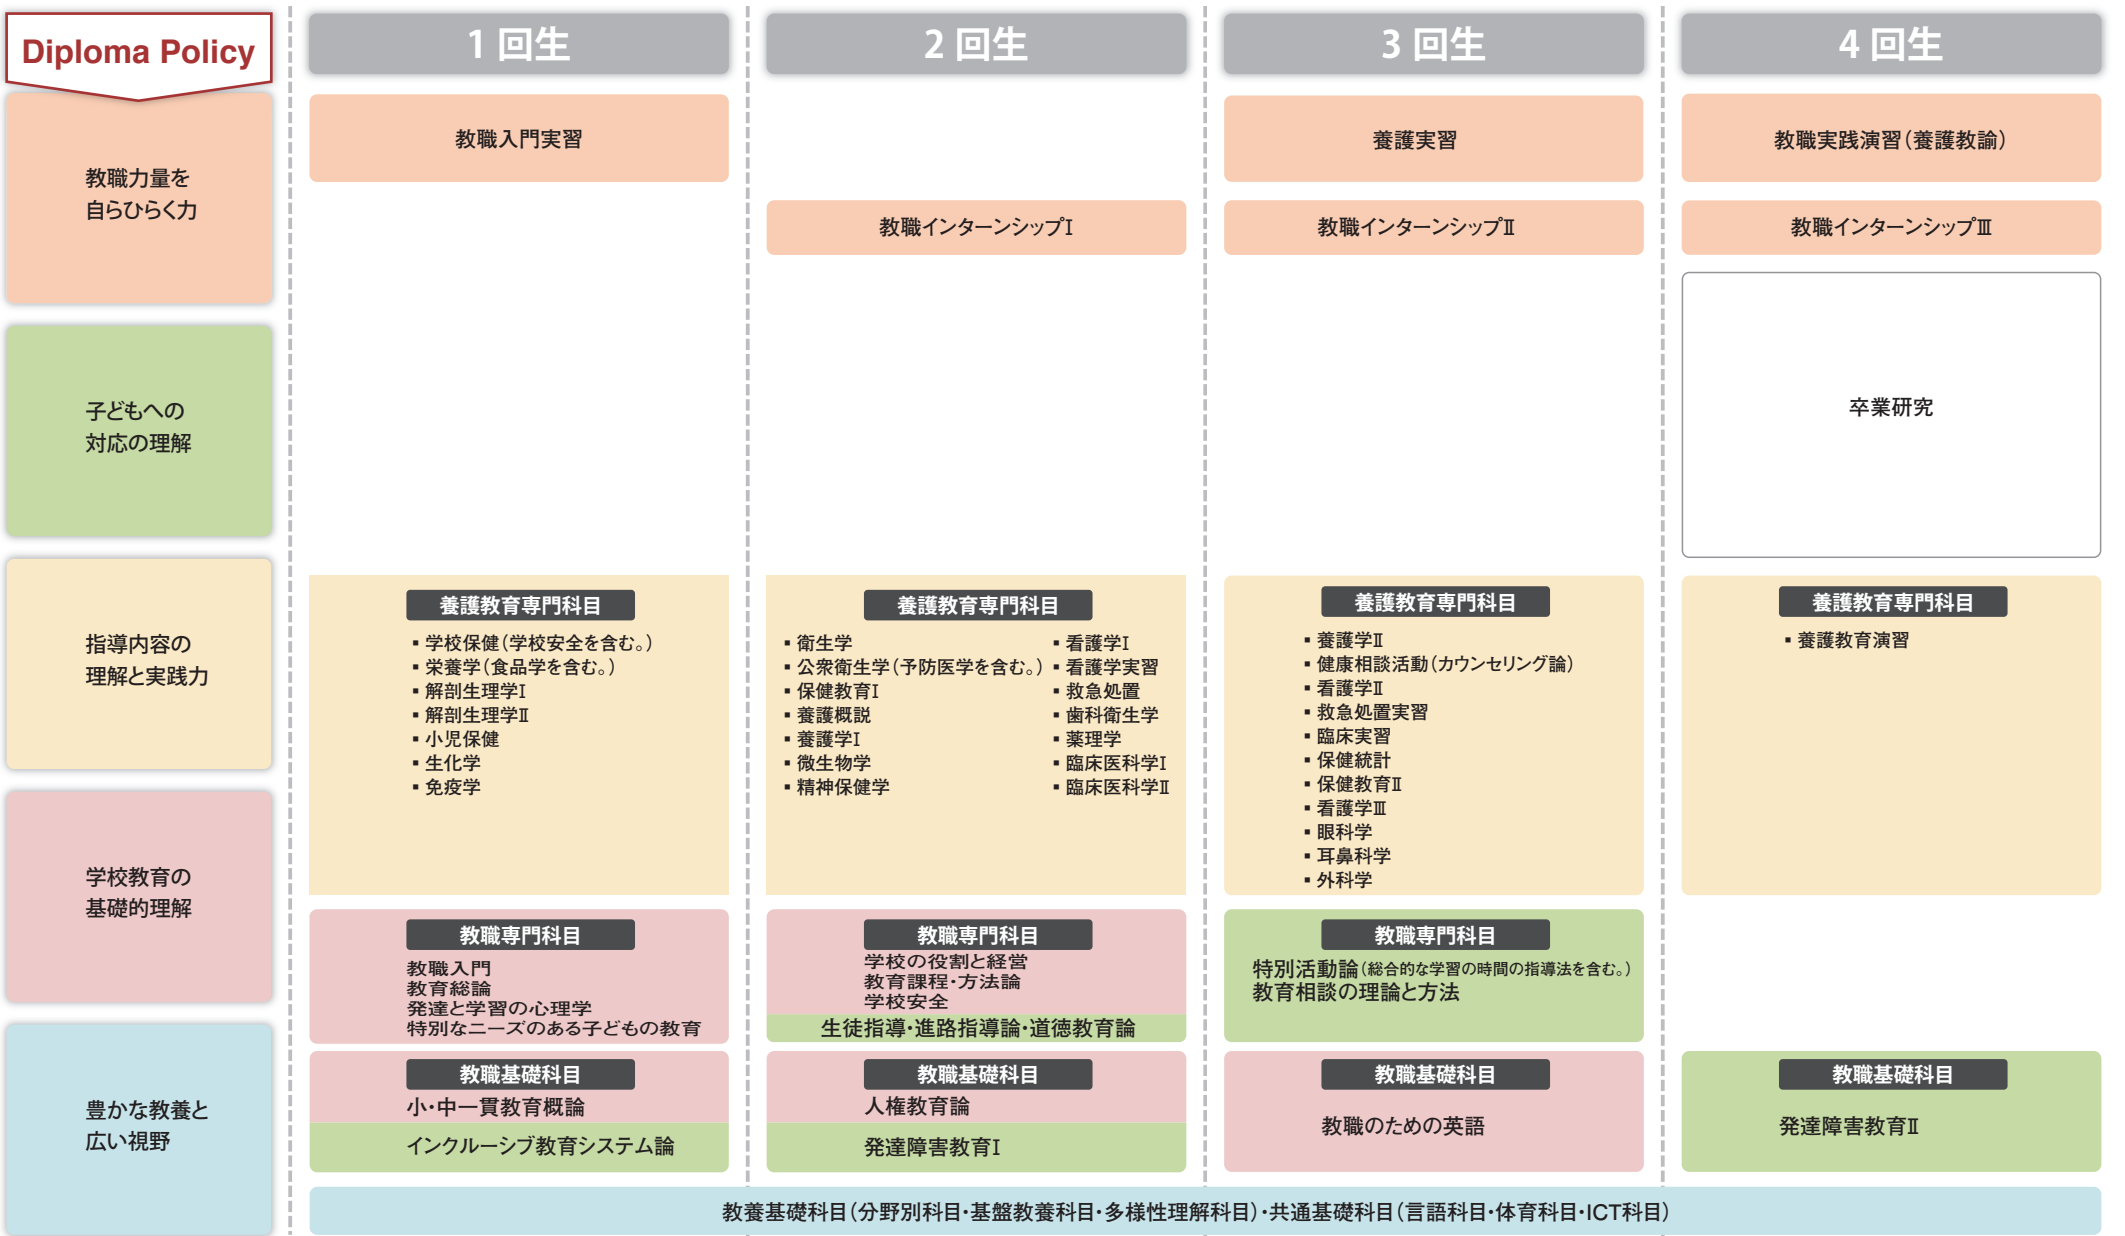 Diploma Policy
1 回生
2 回生
3 回生
4 回生
教職力量を
自らひらく力
教職入門実習
養護実習
教職実践演習(養護教諭)
教職インターンシップⅠ
教職インターンシップⅡ
教職インターンシップⅢ
子どもへの
対応の理解
卒業研究
指導内容の
理解と実践力
養護教育専門科目
▪ 学校保健(学校安全を含む。)
▪ 栄養学(食品学を含む。)
▪ 解剖生理学Ⅰ
▪ 解剖生理学Ⅱ
▪ 小児保健
▪ 生化学
▪ 免疫学
養護教育専門科目
▪ 衛生学
▪ 公衆衛生学(予防医学を含む。)
▪ 保健教育Ⅰ
▪ 養護概説
▪ 養護学Ⅰ
▪ 微生物学
▪ 精神保健学
▪ 看護学Ⅰ
▪ 看護学実習
▪ 救急処置
▪ 歯科衛生学
▪ 薬理学
▪ 臨床医科学Ⅰ
▪ 臨床医科学Ⅱ
養護教育専門科目
▪ 養護学Ⅱ
▪ 健康相談活動(カウンセリング論)
▪ 看護学Ⅱ
▪ 救急処置実習
▪ 臨床実習
▪ 保健統計
▪ 保健教育Ⅱ
▪ 看護学Ⅲ
▪ 眼科学
▪ 耳鼻科学
▪ 外科学
養護教育専門科目
▪ 養護教育演習
学校教育の
基礎的理解
教職専門科目
教職入門
教育総論
発達と学習の心理学
特別なニーズのある子どもの教育
教職専門科目
学校の役割と経営
教育課程・方法論
学校安全
生徒指導・進路指導論・道徳教育論
教職専門科目
特別活動論(総合的な学習の時間の指導法を含む。)
教育相談の理論と方法
豊かな教養と
広い視野
教職基礎科目
小・中一貫教育概論
インクルーシブ教育システム論
教職基礎科目
人権教育論
発達障害教育Ⅰ
教職基礎科目
教職のための英語
教職基礎科目
発達障害教育Ⅱ
教養基礎科目(分野別科目・基盤教養科目・多様性理解科目)・共通基礎科目(言語科目・体育科目・ICT科目)